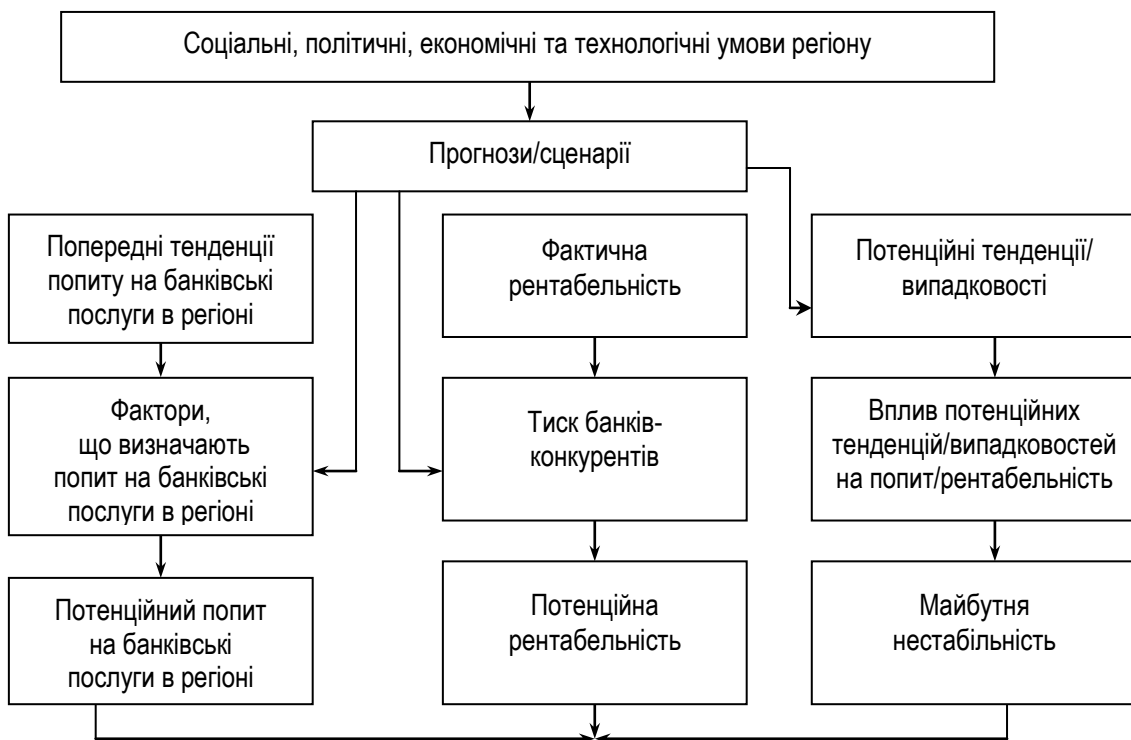 Соціальні, політичні, економічні та технологічні умови регіону
Прогнози/сценарії
Попередні тенденції
попиту на банківські
послуги в регіоні
Фактична
рентабельність
Потенційні тенденції/
випадковості
Фактори,
що визначають
попит на банківські
послуги в регіоні
Тиск банків-
конкурентів
Вплив потенційних
тенденцій/випадковостей
на попит/рентабельність
Потенційний попит
на банківські
послуги в регіоні
Потенційна
рентабельність
Майбутня
нестабільність